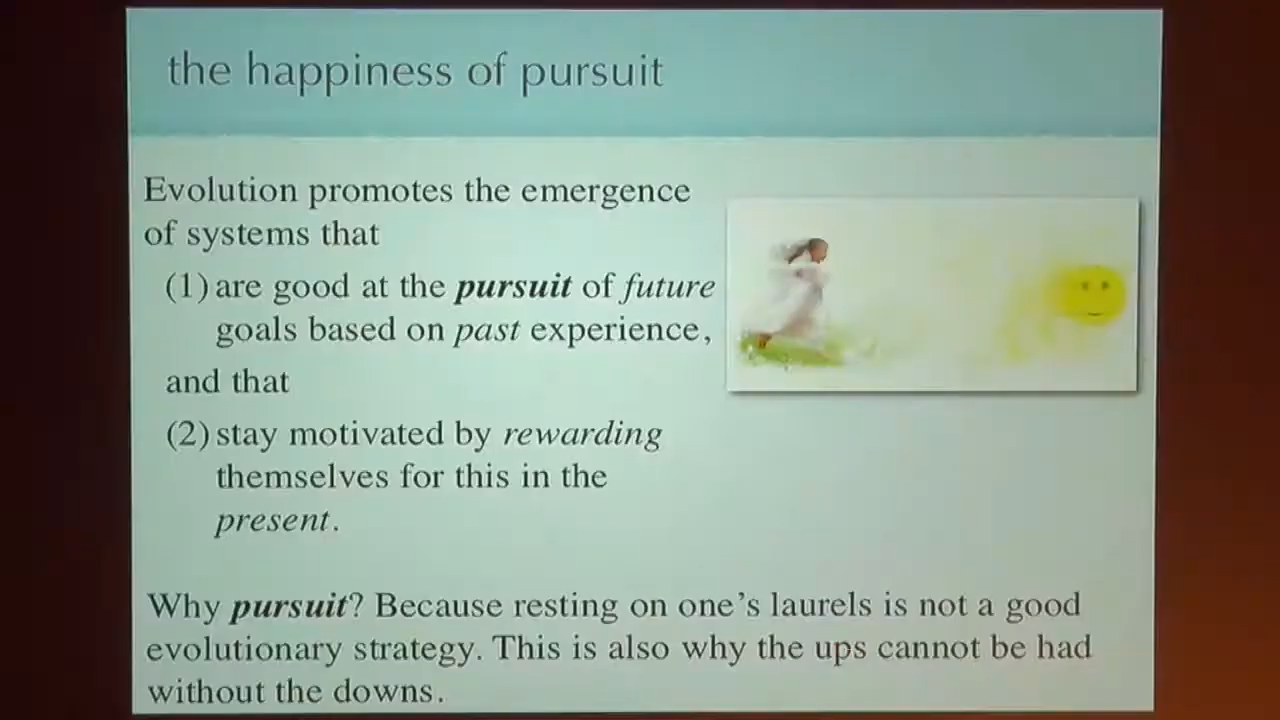 the happiness of pursuit
Evolution promotes the emergence
of systems that
(1) are good at the pursuit of future
goals based on past experience,
and that
(2) stay motivated by rewarding
themselves for this in the
present.
Why pursuit? Because resting on one’s laurels is not a good
evolutionary strategy. This is also why the ups cannot be had
without the downs.